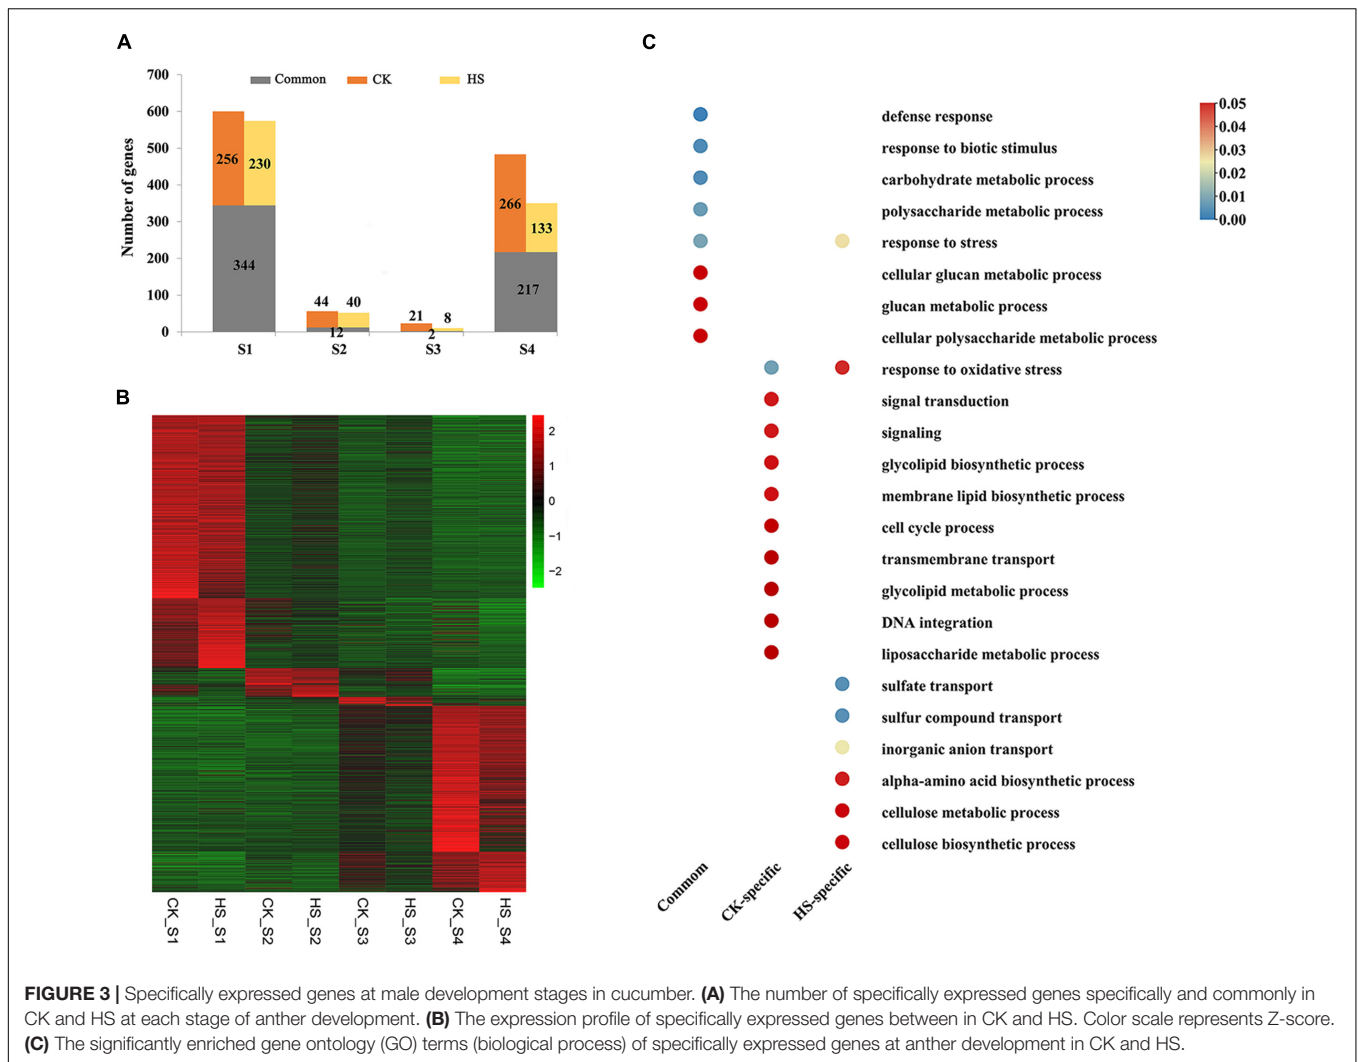 A
Number of genes
700
600
500
400
300
200
100
0
Common CK HS
256 230
344
44 40
12
21 8
2
266
133
217
S1 S2 S3 S4
B
2
1
0
−1
−2
CK_S1 HS_S1 CK_S2 HS_S2 CK_S3 HS_S3 CK_S4 HS_S4
C
0.05
0.04
0.03
0.02
0.01
0.00
defense response
response to biotic stimulus
carbohydrate metabolic process
polysaccharide metabolic process
response to stress
cellular glucan metabolic process
glucan metabolic process
cellular polysaccharide metabolic process
response to oxidative stress
signal transduction
signaling
glycolipid biosynthetic process
membrane lipid biosynthetic process
cell cycle process
transmembrane transport
glycolipid metabolic process
DNA integration
liposaccharide metabolic process
sulfate transport
sulfur compound transport
inorganic anion transport
alpha-amino acid biosynthetic process
cellulose metabolic process
cellulose biosynthetic process
Commom CK-specific HS-specific
FIGURE 3 | Specifically expressed genes at male development stages in cucumber. (A) The number of specifically expressed genes specifically and commonly in
CK and HS at each stage of anther development. (B) The expression profile of specifically expressed genes between in CK and HS. Color scale represents Z-score.
(C) The significantly enriched gene ontology (GO) terms (biological process) of specifically expressed genes at anther development in CK and HS.